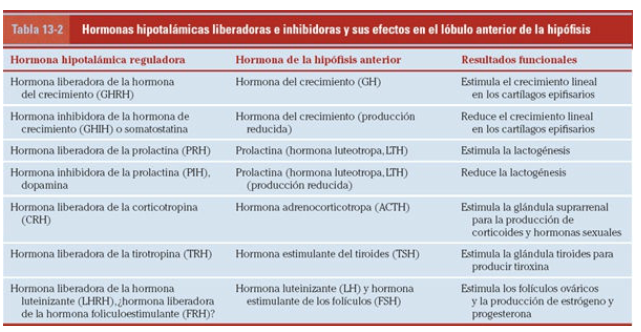 Tabla 13-2 Hormonas hipotalámicas liberadoras e inhibidoras y sus efectos en el lóbulo anterior de la hipófisis
Hormona hipotalámica reguladora Hormona de la hipófisis anterior Resultados funcionales
Hormona liberadora de la hormona Hormona del crecimiento (GH) Estimula el crecimiento lineal
del crecimiento (GHRH) en los cartílagos epifisarios
Hormona inhibidora de la hormona de Hormona del crecimiento (producción Reduce el crecimiento lineal
crecimiento (GHIH) o somatostatina reducida) en los cartílagos epifisarios
Hormona liberadora de la prolactina (PRH) Prolactina (hormona luteotropa, LTH) Estimula la lactogénesis
Hormona inhibidora de la prolactina (PIH), Prolactina (hormona luteotropa, LTH) Reduce la lactogénesis
dopamina (producción reducida)
Hormona liberadora de la corticotropina Hormona adrenocorticotropa (ACTH) Estimula la glándula suprarrenal
(CRH) para la producción de
corticoides y hormonas sexuales
Hormona liberadora de la tirotropina (TRH) Hormona estimulante del tiroides (TSH) Estimula la glándula tiroides para
producir tiroxina
Hormona liberadora de la hormona Hormona luteinizante (LH) y hormona Estimula los folículos ováricos
luteinizante (LHRH),¿hormona liberadora estimulante de los folículos (FSH) y la producción de estrógeno y
de la hormona foliculoestimulante (FRH)? progesterona